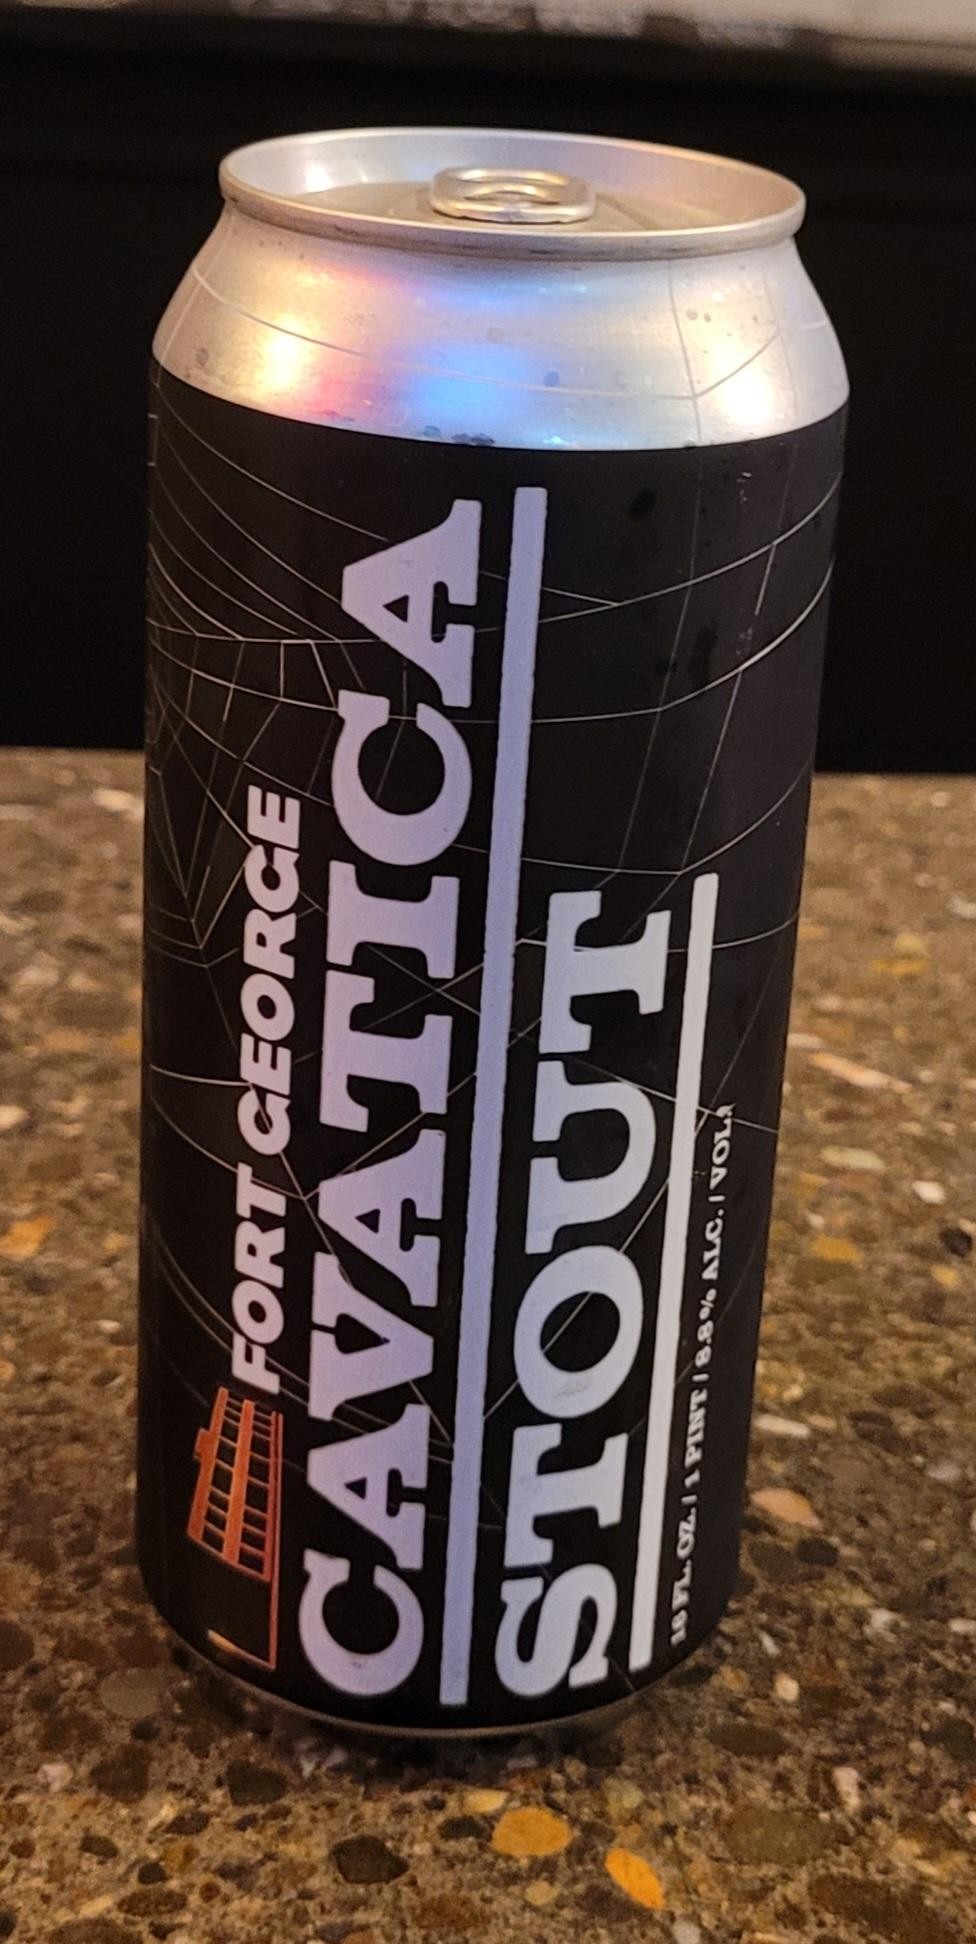 FORT GEORGE
CAVATICA
STOUT
16 FL. OZ. / 1 PINT / 8.8% ALC. / VOL.